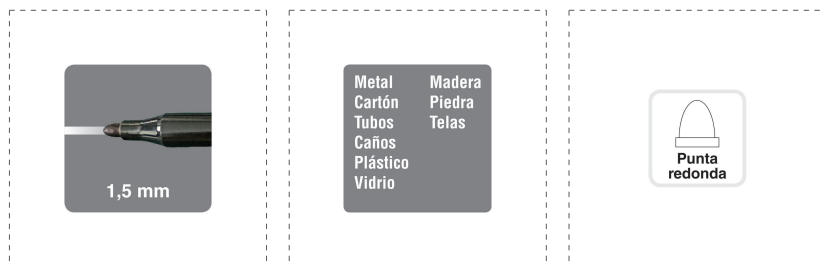 1,5 mm
Metal
Cartón
Tubos
Caños
Plástico
Vidrio
Madera
Piedra
Telas
Punta
redonda